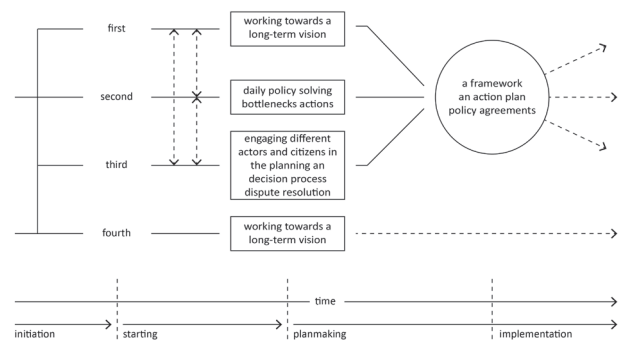 first
working towards a
long-term vision
second
daily policy solving
bottlenecks actions
third
engaging different
actors and citizens in
the planning an
decision process
dispute resolution
fourth
working towards a
long-term vision
a framework
an action plan
policy agreements
time
initiation
starting
planmaking
implementation